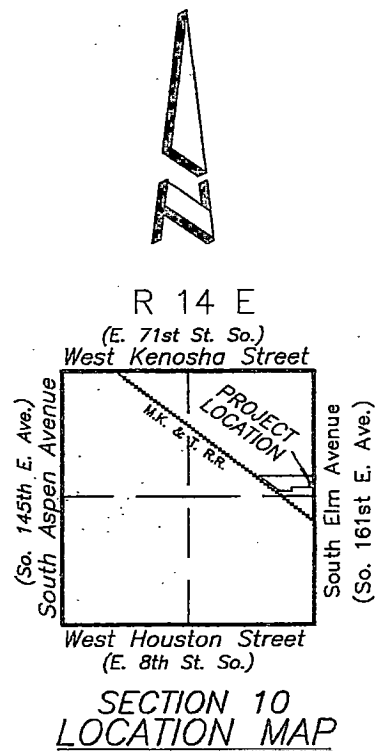 R 14 E
(E. 71st St. So.)
West Kenosha Street
(So. 145th E. Ave.)
South Aspen Avenue
M.K. & T. R.R.
PROJECT
LOCATION
South Elm Avenue
(So. 161st E. Ave.)
West Houston Street
(E. 8th St. So.)
SECTION 10
LOCATION MAP